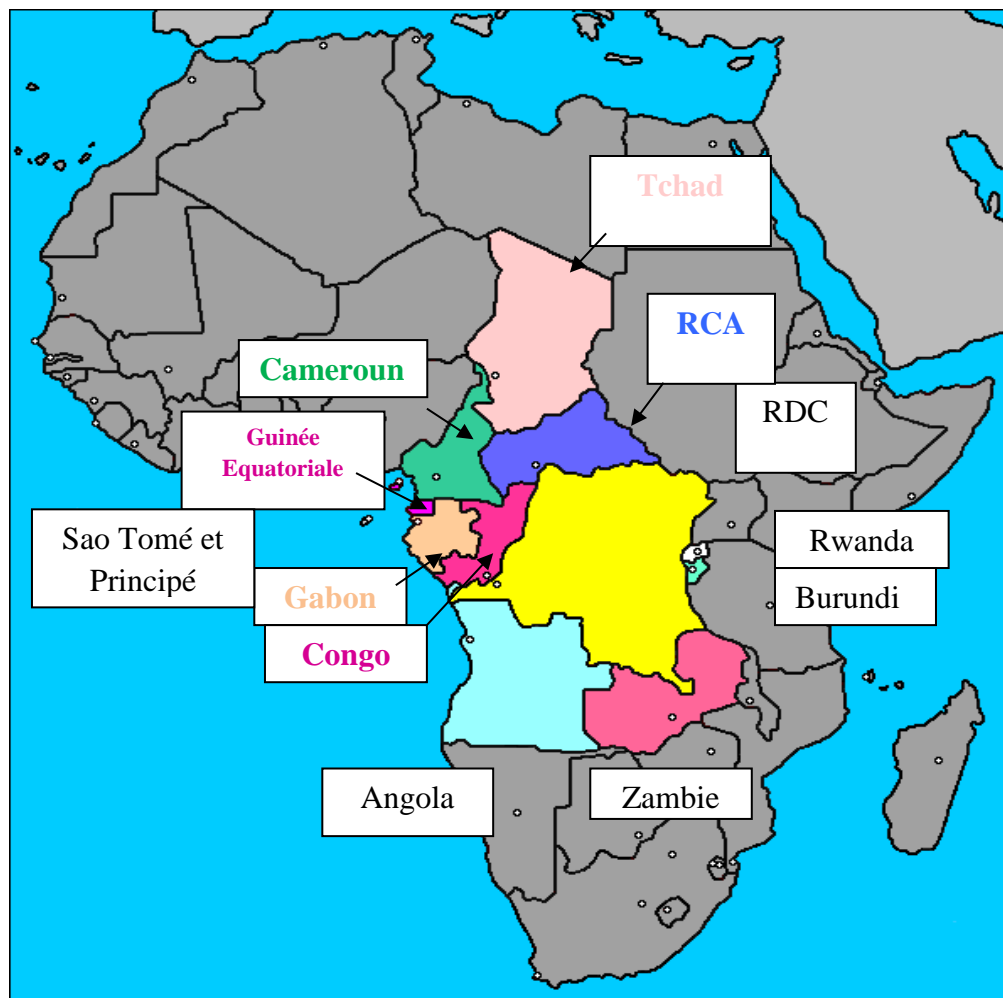 Tchad
RCA
Cameroun
RDC
Guinée
Equatoriale
Sao Tomé et
Principé
Rwanda
Gabon
Burundi
Congo
Angola
Zambie